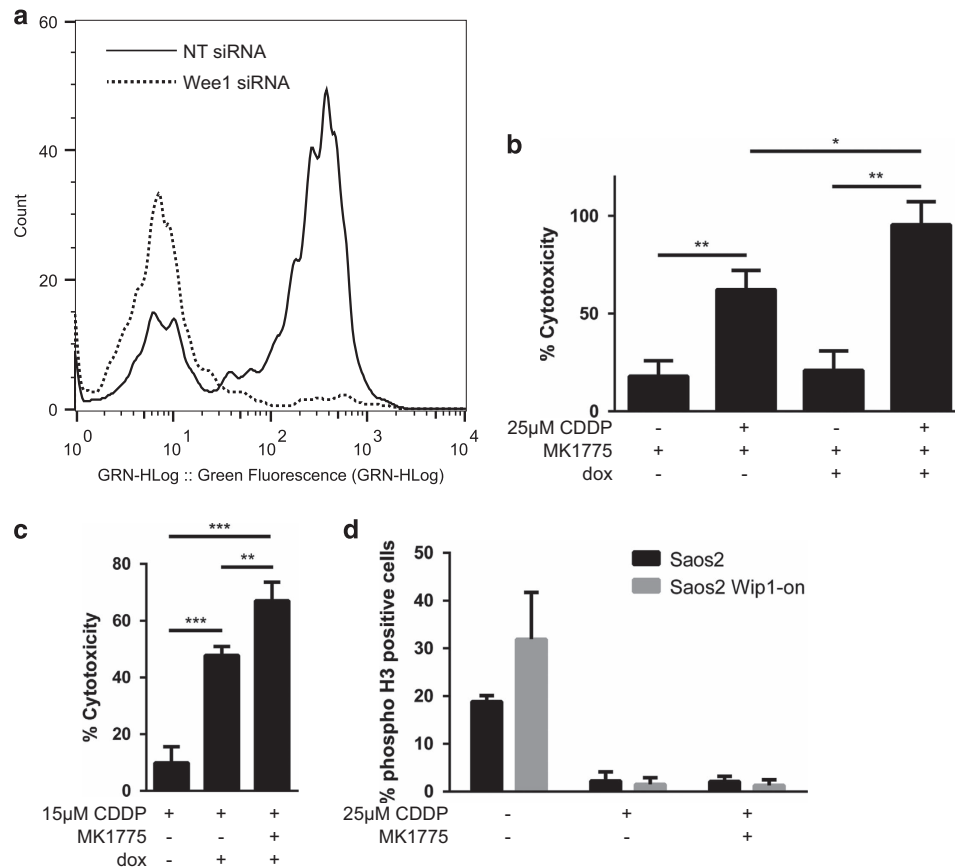 a
60
40
20
0
Count
NT siRNA
Wee1 siRNA
10^0 10^1 10^2 10^3 10^4
GRN-HLog :: Green Fluorescence (GRN-HLog)
b
% Cytotoxicity
100
50
0
*
**
**
25µM CDDP - + - +
MK1775 + + + +
dox - - + +
c
% Cytotoxicity
80
60
40
20
0
***
**
***
15µM CDDP + + +
MK1775 - - +
dox - + +
d
% phospho H3 positive cells
50
40
30
20
10
0
Saos2
Saos2 Wip1-on
25µM CDDP - + +
MK1775 - - +